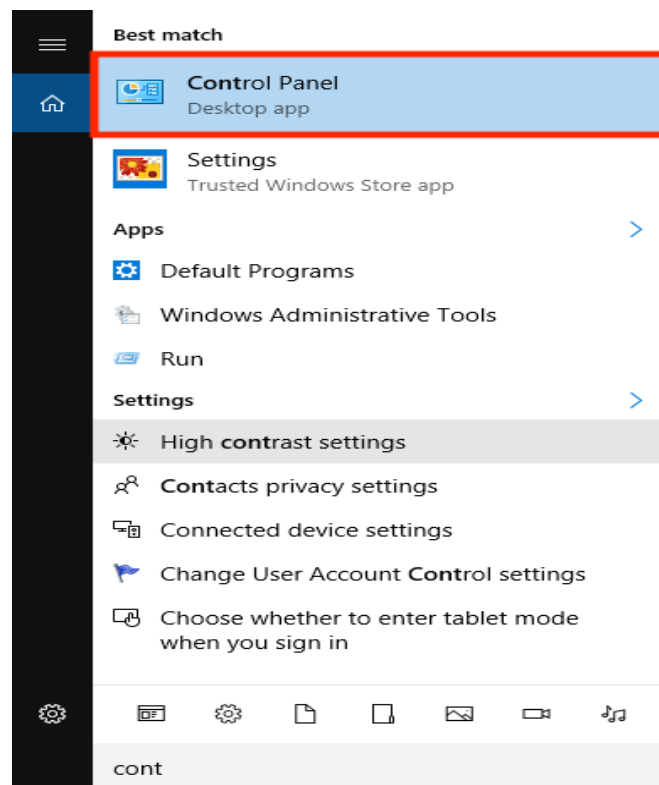 Best match
Control Panel
Desktop app
Settings
Trusted Windows Store app
Apps
Default Programs
Windows Administrative Tools
Run
Settings
High contrast settings
Contacts privacy settings
Connected device settings
Change User Account Control settings
Choose whether to enter tablet mode
when you sign in
cont